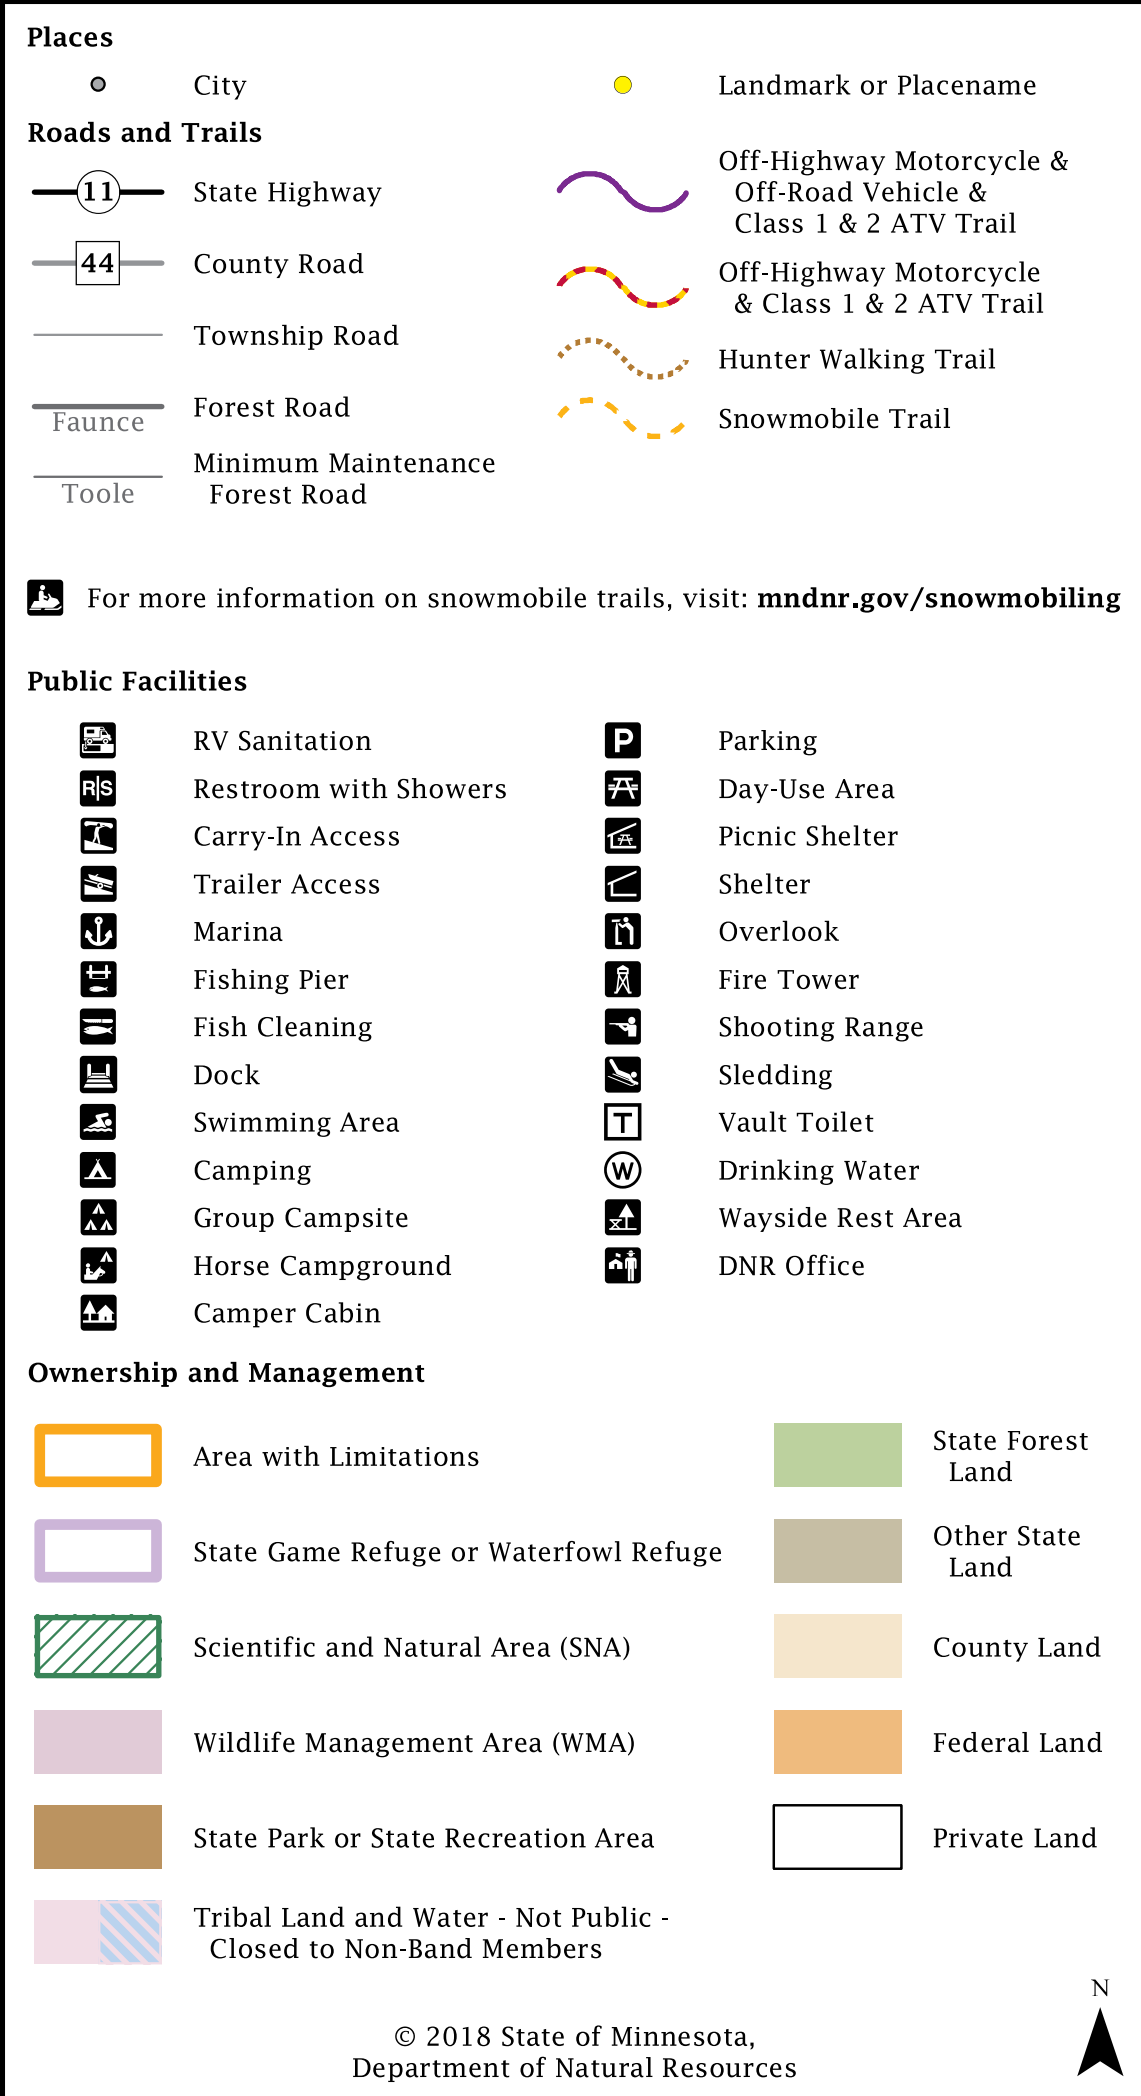 Places
City
Landmark or Placename
Roads and Trails
11
State Highway
44
County Road
Township Road
Faunce
Forest Road
Toole
Minimum Maintenance
Forest Road
Off-Highway Motorcycle &
Off-Road Vehicle &
Class 1 & 2 ATV Trail
Off-Highway Motorcycle
& Class 1 & 2 ATV Trail
Hunter Walking Trail
Snowmobile Trail
For more information on snowmobile trails, visit: mndnr.gov/snowmobiling
Public Facilities
RV Sanitation
R|S
Restroom with Showers
Carry-In Access
Trailer Access
Marina
Fishing Pier
Fish Cleaning
Dock
Swimming Area
Camping
Group Campsite
Horse Campground
Camper Cabin
P
Parking
Day-Use Area
Picnic Shelter
Shelter
Overlook
Fire Tower
Shooting Range
Sledding
T
Vault Toilet
W
Drinking Water
Wayside Rest Area
DNR Office
Ownership and Management
Area with Limitations
State Game Refuge or Waterfowl Refuge
Scientific and Natural Area (SNA)
Wildlife Management Area (WMA)
State Park or State Recreation Area
Tribal Land and Water - Not Public -
Closed to Non-Band Members
State Forest
Land
Other State
Land
County Land
Federal Land
Private Land
N
© 2018 State of Minnesota,
Department of Natural Resources